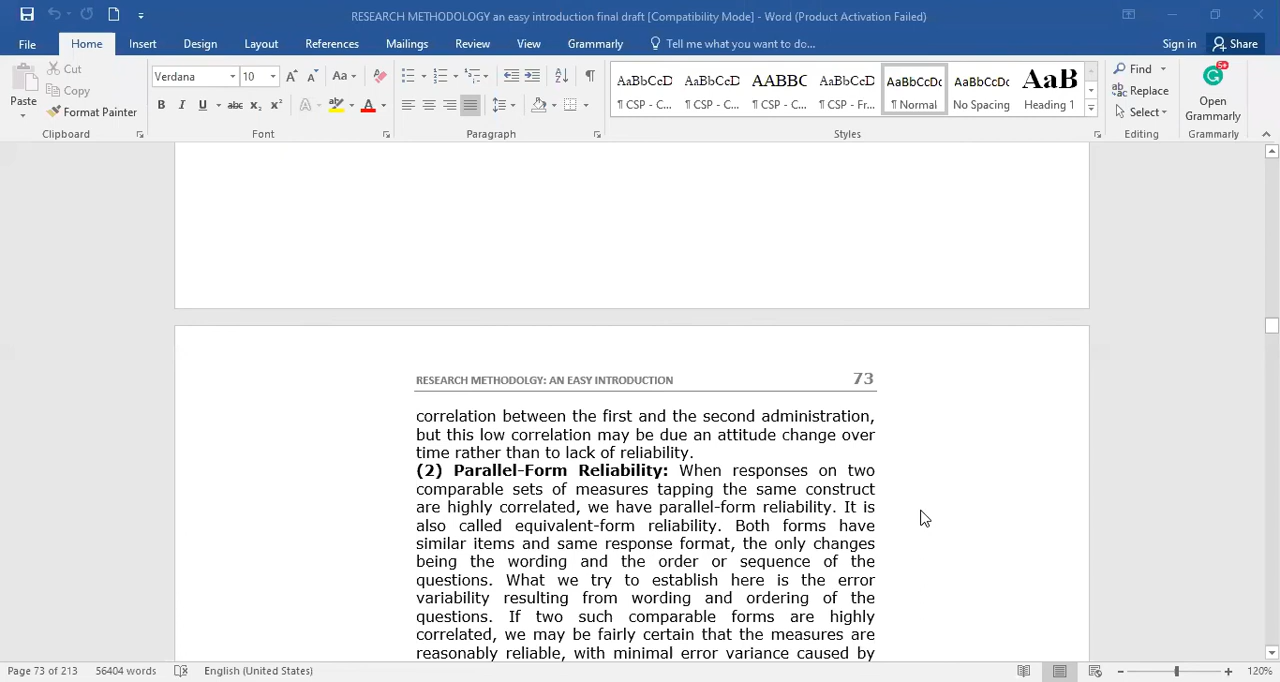 RESEARCH METHODOLOGY an easy introduction final draft [Compatibility Mode] - Word (Product Activation Failed)
File Home Insert Design Layout References Mailings Review View Grammarly Tell me what you want to do... Sign in Share
Paste
Cut
Copy
Format Painter
Verdana 10
Aa
B I U abc X₂ X² A A
AaBbCcD AaBbCcD AABBC AaBbCcD AaBbCcDc AaBbCcDc AaB
¶ CSP - C... ¶ CSP - C... ¶ CSP - C... ¶ CSP - Fr... ¶ Normal No Spacing Heading 1
Find
Replace
Select
Open
Grammarly
Clipboard Font Paragraph Styles Editing Grammarly
RESEARCH METHODOLGY: AN EASY INTRODUCTION 73
correlation between the first and the second administration,
but this low correlation may be due an attitude change over
time rather than to lack of reliability.
(2) Parallel-Form Reliability: When responses on two
comparable sets of measures tapping the same construct
are highly correlated, we have parallel-form reliability. It is
also called equivalent-form reliability. Both forms have
similar items and same response format, the only changes
being the wording and the order or sequence of the
questions. What we try to establish here is the error
variability resulting from wording and ordering of the
questions. If two such comparable forms are highly
correlated, we may be fairly certain that the measures are
reasonably reliable, with minimal error variance caused by
Page 73 of 213 56404 words English (United States) 120%